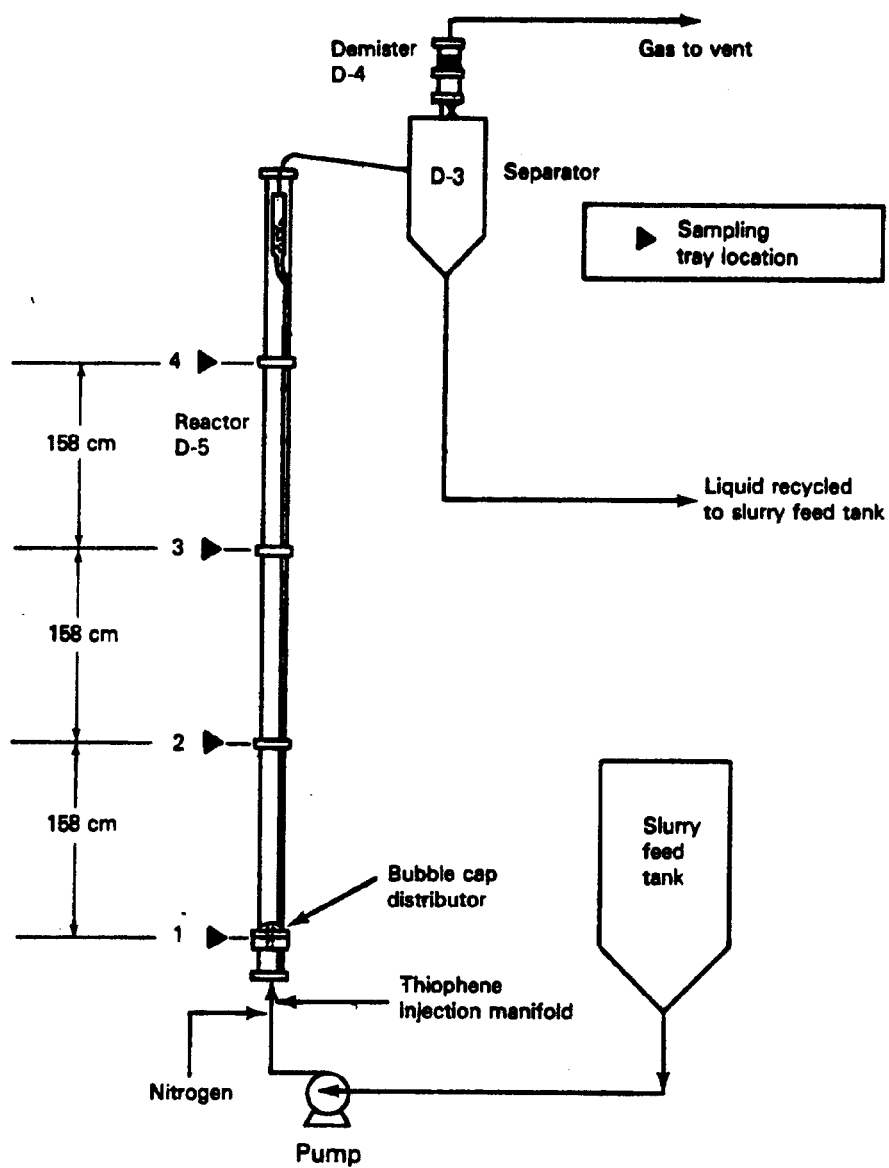 Demister
D-4
Gas to vent
D-3
Separator
Sampling
tray location
4
Reactor
D-5
158 cm
Liquid recycled
to slurry feed tank
3
158 cm
2
158 cm
Slurry
feed
tank
Bubble cap
distributor
1
Thiophene
injection manifold
Nitrogen
Pump